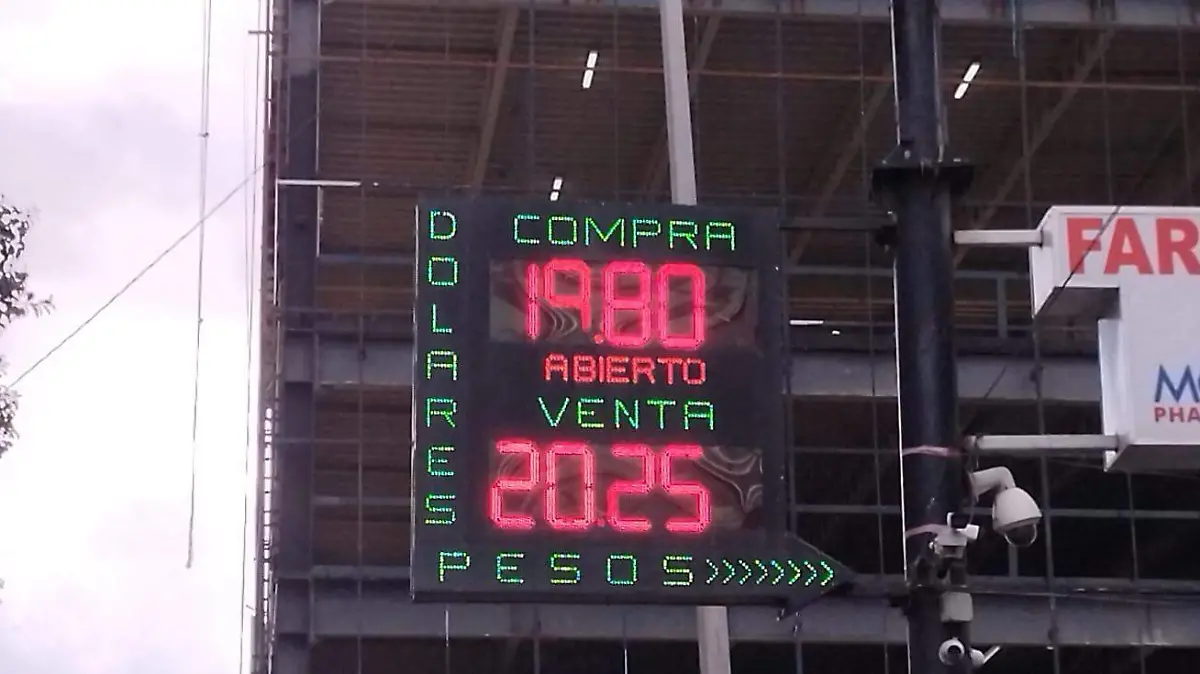 DOLARES
COMPRA
19.80
ABIERTO
VENTA
20.25
PESOS >>>>>>>>>
FAR
PHA